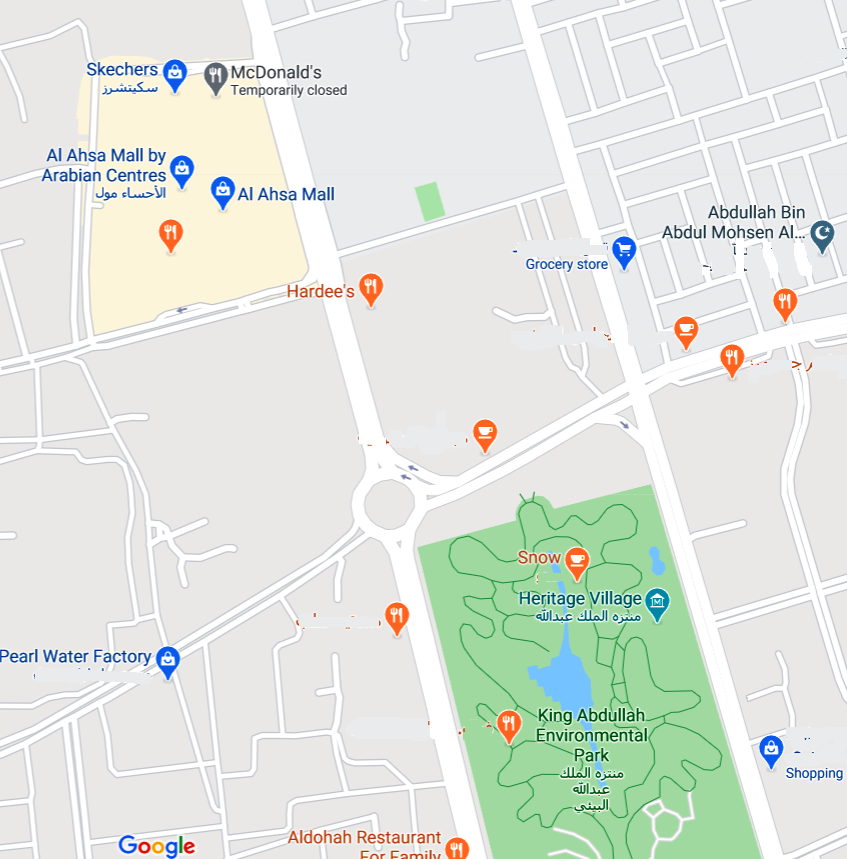 Skechers
سكيتشرز
McDonald's
Temporarily closed
Al Ahsa Mall by
Arabian Centres
الأحساء مول
Al Ahsa Mall
Abdullah Bin
Abdul Mohsen Al...
Grocery store
Hardee's
Snow
Heritage Village
منتزه الملك عبدالله
Pearl Water Factory
King Abdullah
Environmental
Park
منتزه الملك
عبدالله
البيئي
Shopping
Google
Aldohah Restaurant
For Family